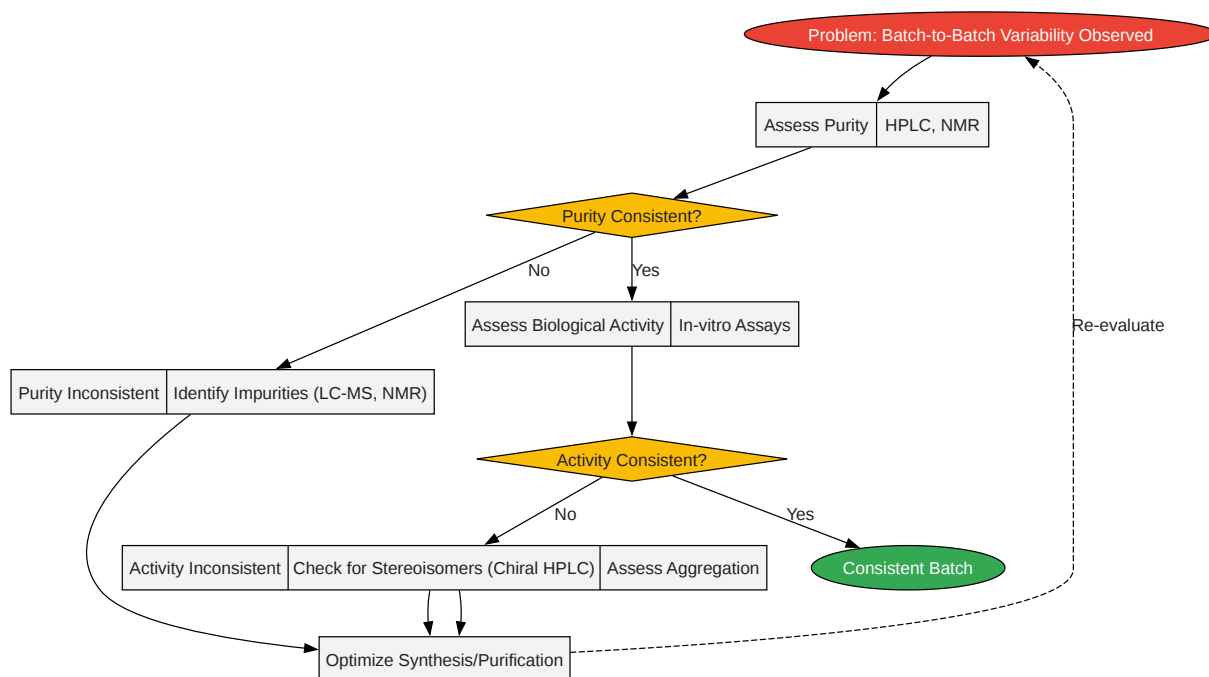 Problem: Batch-to-Batch Variability Observed
Assess Purity
HPLC, NMR
Purity Consistent?
No
Yes
Assess Biological Activity
In-vitro Assays
Re-evaluate
Purity Inconsistent
Identify Impurities (LC-MS, NMR)
Activity Consistent?
No
Yes
Activity Inconsistent
Check for Stereoisomers (Chiral HPLC)
Assess Aggregation
Consistent Batch
Optimize Synthesis/Purification